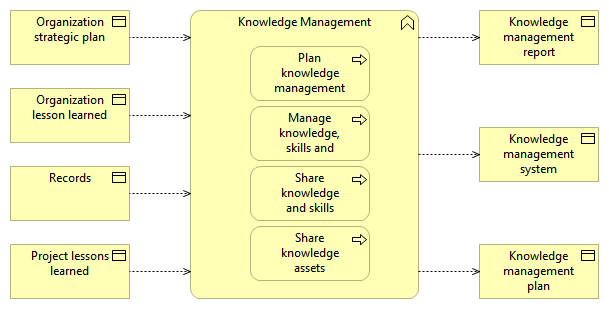 Organization
strategic plan
Organization
lesson learned
Records
Project lessons
learned
Knowledge Management
Plan
knowledge
management
Manage
knowledge,
skills and
Share
knowledge
and skills
Share
knowledge
assets
Knowledge
management
report
Knowledge
management
system
Knowledge
management
plan